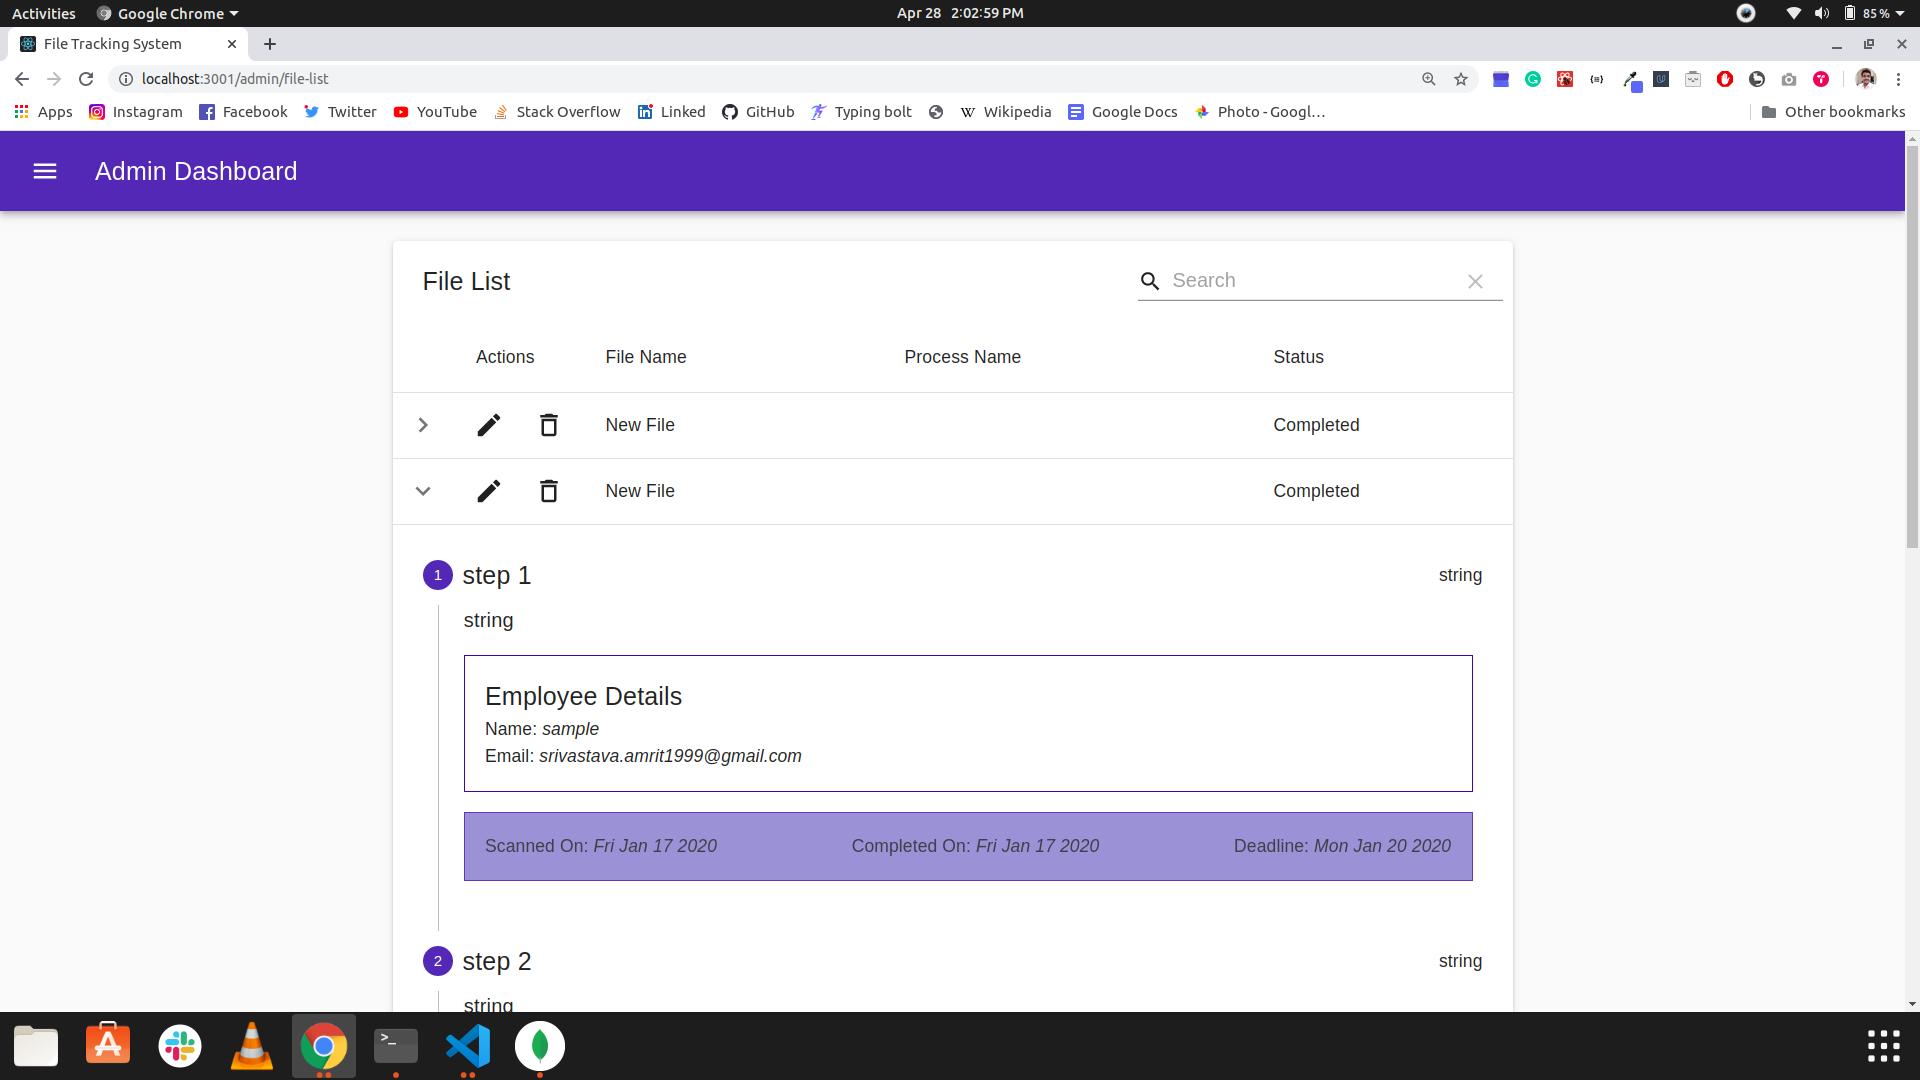 Activities Google Chrome Apr 28 2:02:59 PM 85 %
File Tracking System
localhost:3001/admin/file-list
Apps Instagram Facebook Twitter YouTube Stack Overflow Linked GitHub Typing bolt Wikipedia Google Docs Photo - Googl... Other bookmarks
Admin Dashboard
File List Search
Actions File Name Process Name Status
New File Completed
New File Completed
1 step 1 string
string
Employee Details
Name: sample
Email: srivastava.amrit1999@gmail.com
Scanned On: Fri Jan 17 2020 Completed On: Fri Jan 17 2020 Deadline: Mon Jan 20 2020
2 step 2 string
string